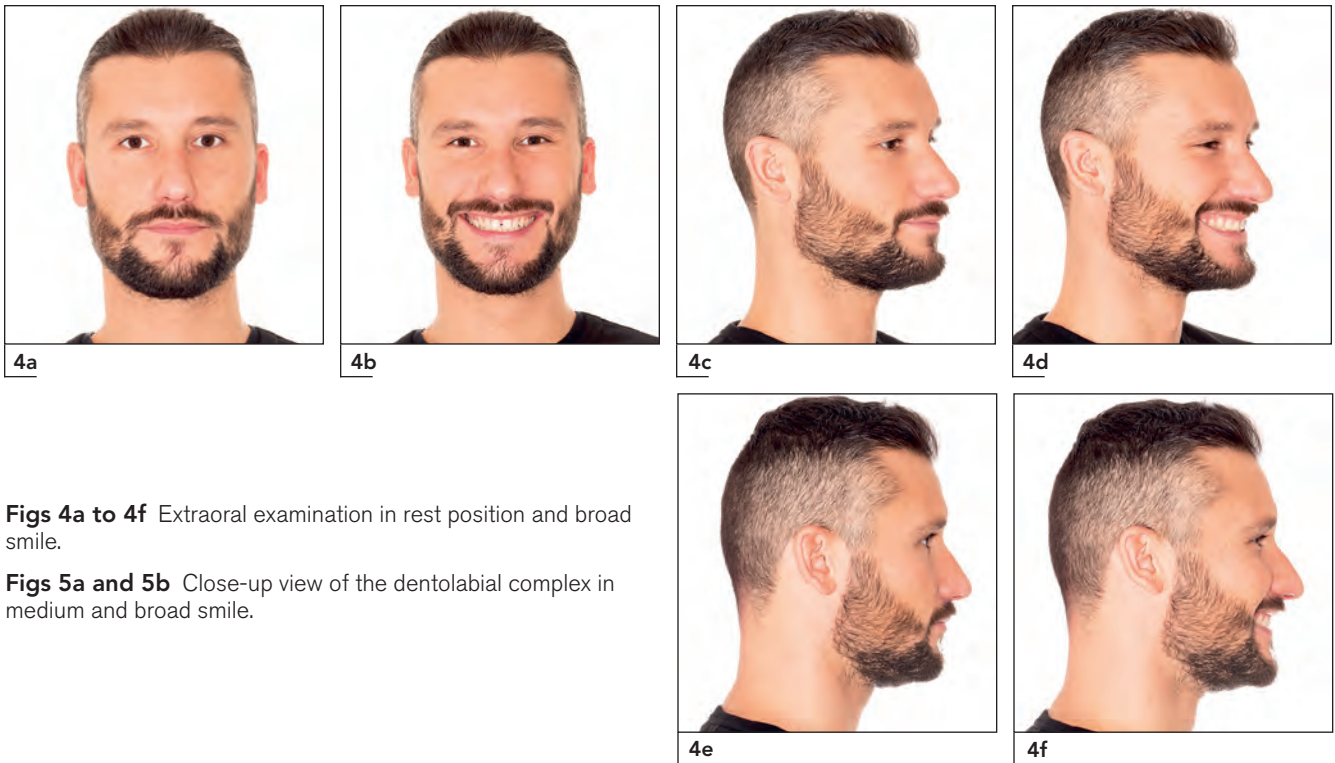 4a
4b
4c
4d
Figs 4a to 4f Extraoral examination in rest position and broad
smile.
Figs 5a and 5b Close-up view of the dentolabial complex in
medium and broad smile.
4e
4f